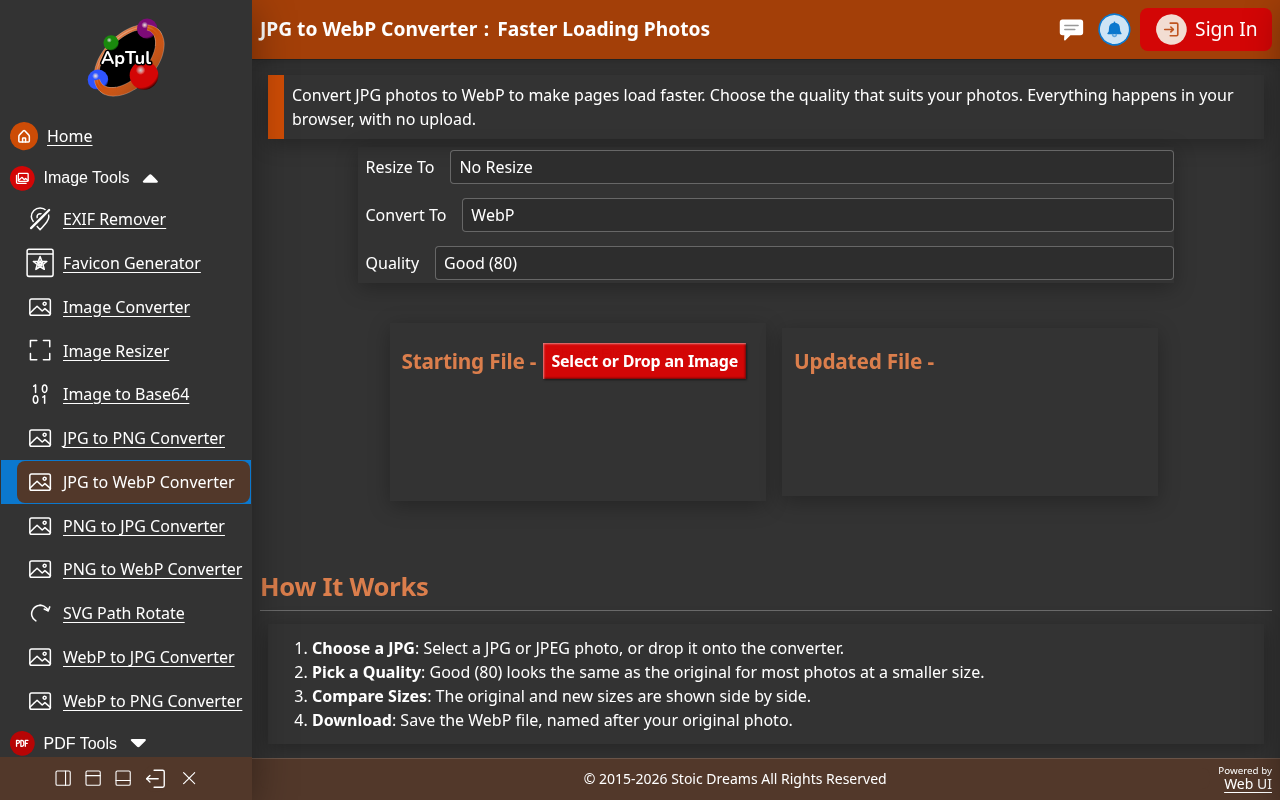 ApTul
Home
Image Tools
EXIF Remover
Favicon Generator
Image Converter
Image Resizer
Image to Base64
JPG to PNG Converter
JPG to WebP Converter
PNG to JPG Converter
PNG to WebP Converter
SVG Path Rotate
WebP to JPG Converter
WebP to PNG Converter
PDF
PDF Tools
JPG to WebP Converter : Faster Loading Photos
Sign In
Convert JPG photos to WebP to make pages load faster. Choose the quality that suits your photos. Everything happens in your
browser, with no upload.
Resize To No Resize
Convert To WebP
Quality Good (80)
Starting File - Select or Drop an Image
Updated File -
How It Works
1. Choose a JPG: Select a JPG or JPEG photo, or drop it onto the converter.
2. Pick a Quality: Good (80) looks the same as the original for most photos at a smaller size.
3. Compare Sizes: The original and new sizes are shown side by side.
4. Download: Save the WebP file, named after your original photo.
© 2015-2026 Stoic Dreams All Rights Reserved
Powered by
Web UI